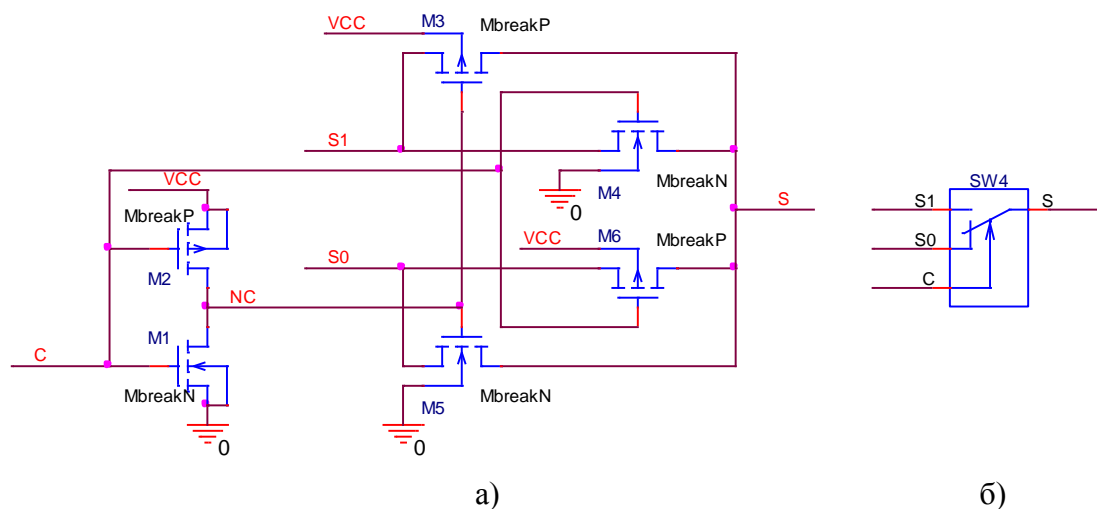 VCC
M3
MbreakP
S1
VCC
0
M4
MbreakN
SW4
MbreakP
VCC
M6
MbreakP
S
S1
S
M2
S0
S0
NC
C
M1
C
MbreakN
M5
MbreakN
0
0
а)
б)